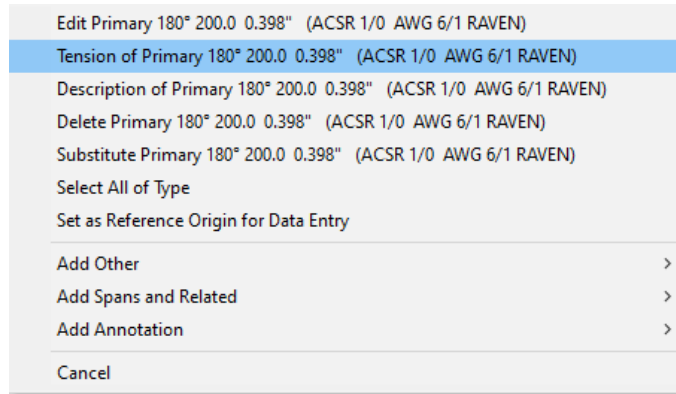 Edit Primary 180° 200.0 0.398" (ACSR 1/0 AWG 6/1 RAVEN)
Tension of Primary 180° 200.0 0.398" (ACSR 1/0 AWG 6/1 RAVEN)
Description of Primary 180° 200.0 0.398" (ACSR 1/0 AWG 6/1 RAVEN)
Delete Primary 180° 200.0 0.398" (ACSR 1/0 AWG 6/1 RAVEN)
Substitute Primary 180° 200.0 0.398" (ACSR 1/0 AWG 6/1 RAVEN)
Select All of Type
Set as Reference Origin for Data Entry
Add Other
Add Spans and Related
Add Annotation
Cancel